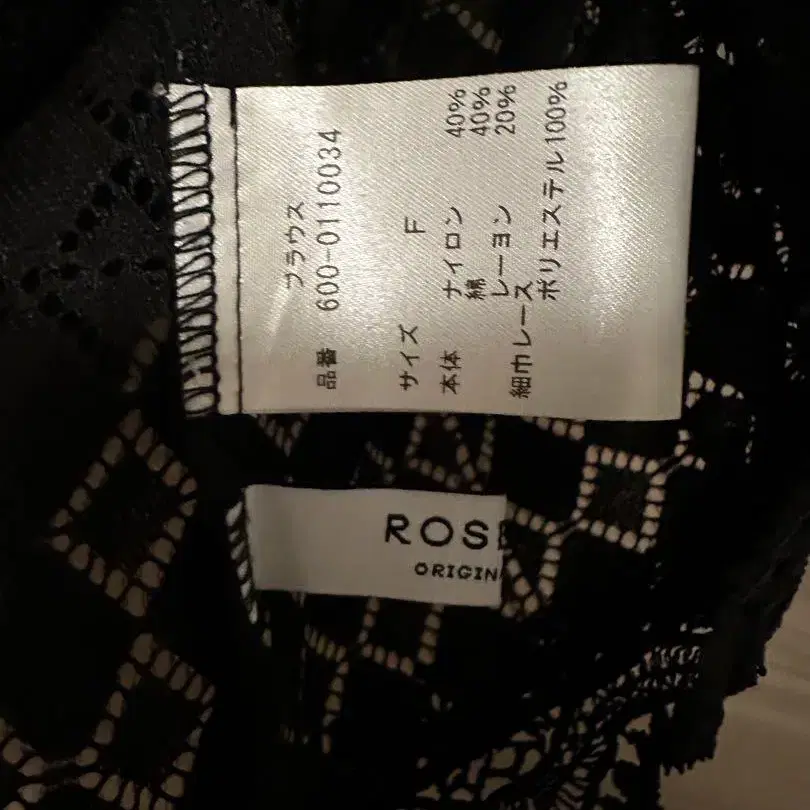 ブラウス
品番 600-0110034
サイズ F
本体 ナイロン 40%
綿 40%
レーヨン 20%
細巾レース
ポリエステル100%
ROS
ORIGIN